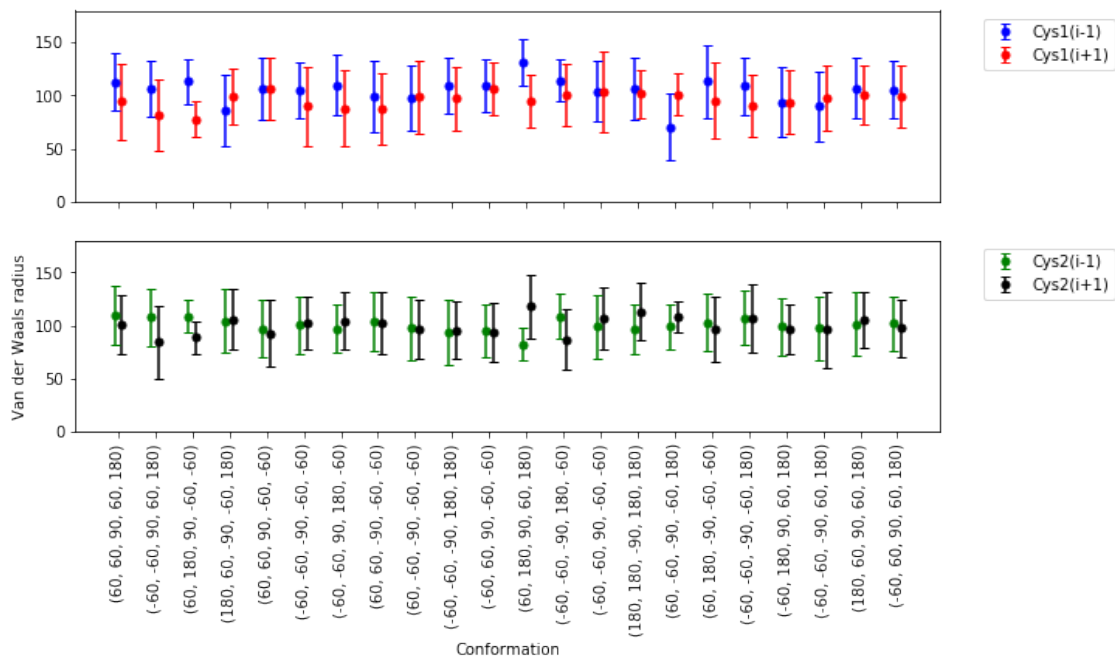 150
100
50
0
Cys1(i-1)
Cys1(i+1)
Van der Waals radius
150
100
50
0
Cys2(i-1)
Cys2(i+1)
(60, 60, 90, 60, 180)
(-60, -60, 90, 60, 180)
(60, 180, 90, -60, -60)
(180, 60, -90, -60, 180)
(60, 60, 90, -60, -60)
(-60, -60, -90, -60, -60)
(-60, -60, 90, 180, -60)
(60, 60, -90, -60, -60)
(60, -60, -90, -60, -60)
(-60, -60, -90, 180, 180)
(-60, 60, 90, -60, -60)
(60, 180, 90, 60, 180)
(-60, -60, -90, 180, -60)
(-60, -60, 90, -60, -60)
(180, 180, -90, 180, 180)
(60, -60, 90, -60, 180)
(60, 180, -90, -60, -60)
(-60, -60, -90, -60, 180)
(-60, 180, 90, 60, 180)
(-60, -60, -90, 60, 180)
(180, 60, 90, 60, 180)
(-60, 60, 90, 60, 180)
Conformation